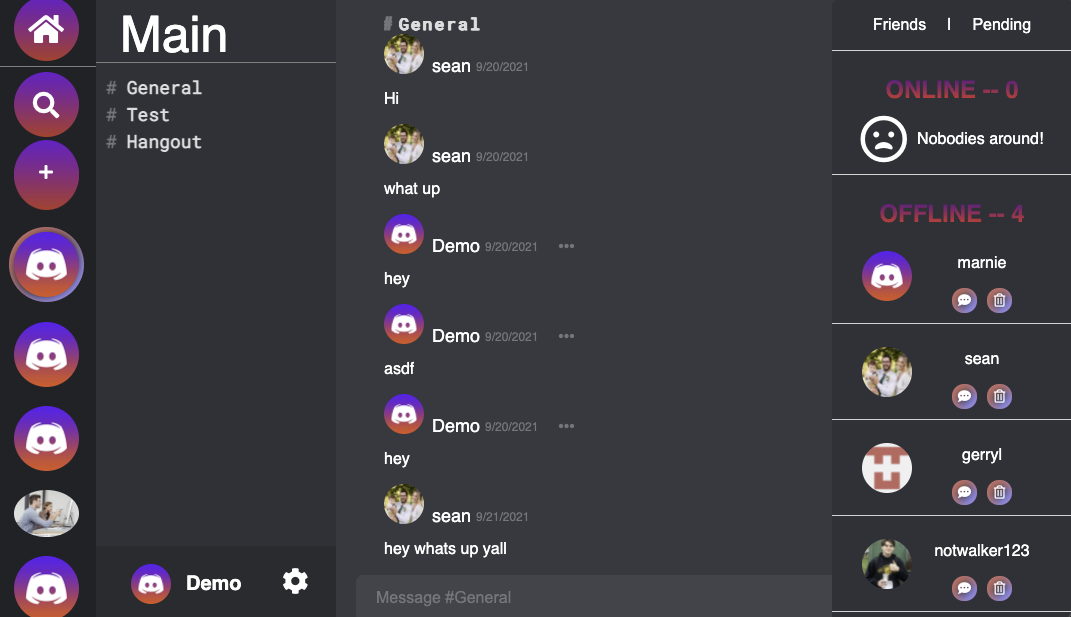 Main
# General
# Test
# Hangout
Demo
# General
sean 9/20/2021
Hi
sean 9/20/2021
what up
Demo 9/20/2021 •••
hey
Demo 9/20/2021 •••
asdf
Demo 9/20/2021 •••
hey
sean 9/21/2021
hey whats up yall
Message #General
Friends | Pending
ONLINE -- 0
Nobodies around!
OFFLINE -- 4
marnie
sean
gerryl
notwalker123